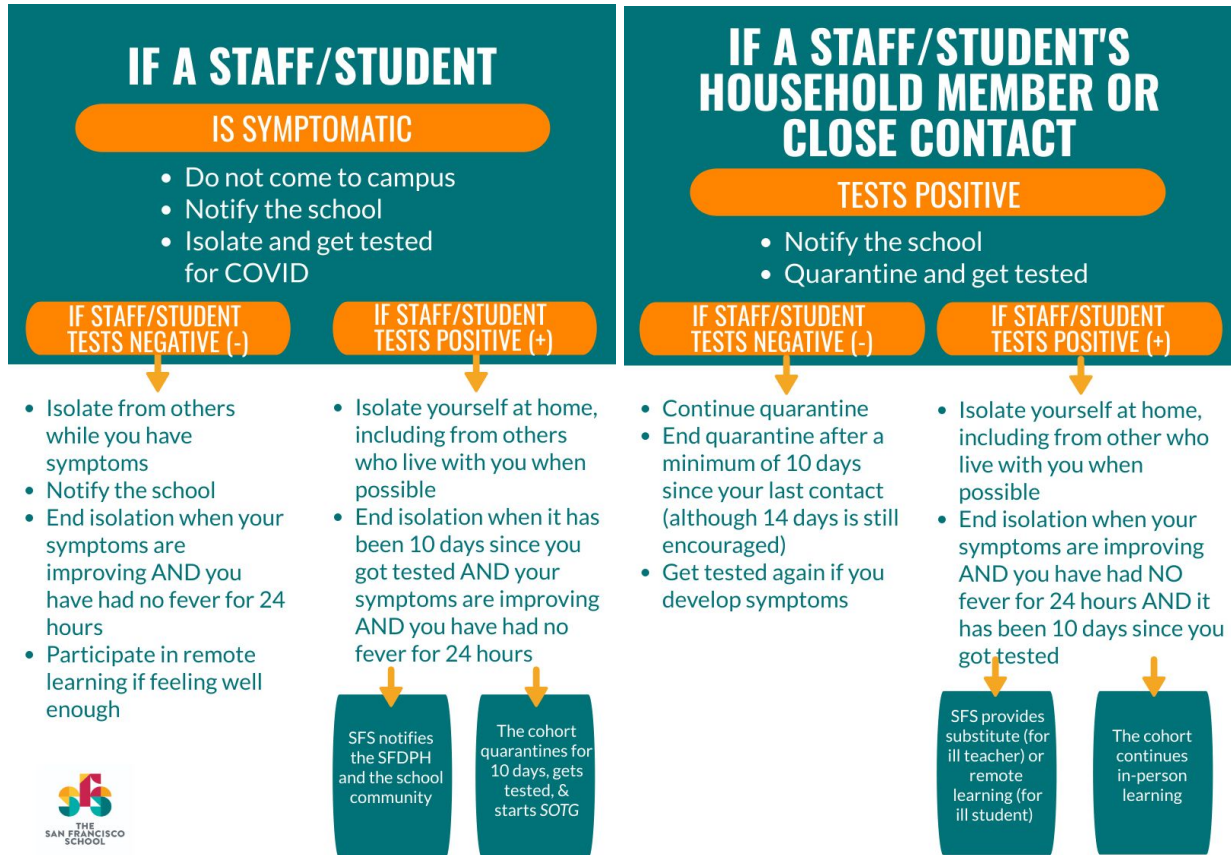 IF A STAFF/STUDENT
IS SYMPTOMATIC
• Do not come to campus
• Notify the school
• Isolate and get tested
for COVID
IF STAFF/STUDENT
TESTS NEGATIVE (-)
• Isolate from others
while you have
symptoms
• Notify the school
• End isolation when your
symptoms are
improving AND you
have had no fever for 24
hours
• Participate in remote
learning if feeling well
enough
IF STAFF/STUDENT
TESTS POSITIVE (+)
• Isolate yourself at home,
including from others
who live with you when
possible
• End isolation when it has
been 10 days since you
got tested AND your
symptoms are improving
AND you have had no
fever for 24 hours
SFS notifies
the SFDPH
and the school
community
The cohort
quarantines for
10 days, gets
tested, &
starts SOTG
sfs
THE
SAN FRANCISCO
SCHOOL
IF A STAFF/STUDENT'S
HOUSEHOLD MEMBER OR
CLOSE CONTACT
TESTS POSITIVE
• Notify the school
• Quarantine and get tested
IF STAFF/STUDENT
TESTS NEGATIVE (-)
• Continue quarantine
• End quarantine after a
minimum of 10 days
since your last contact
(although 14 days is still
encouraged)
• Get tested again if you
develop symptoms
IF STAFF/STUDENT
TESTS POSITIVE (+)
• Isolate yourself at home,
including from other who
live with you when
possible
• End isolation when your
symptoms are improving
AND you have had NO
fever for 24 hours AND it
has been 10 days since you
got tested
SFS provides
substitute (for
ill teacher) or
remote
learning (for
ill student)
The cohort
continues
in-person
learning